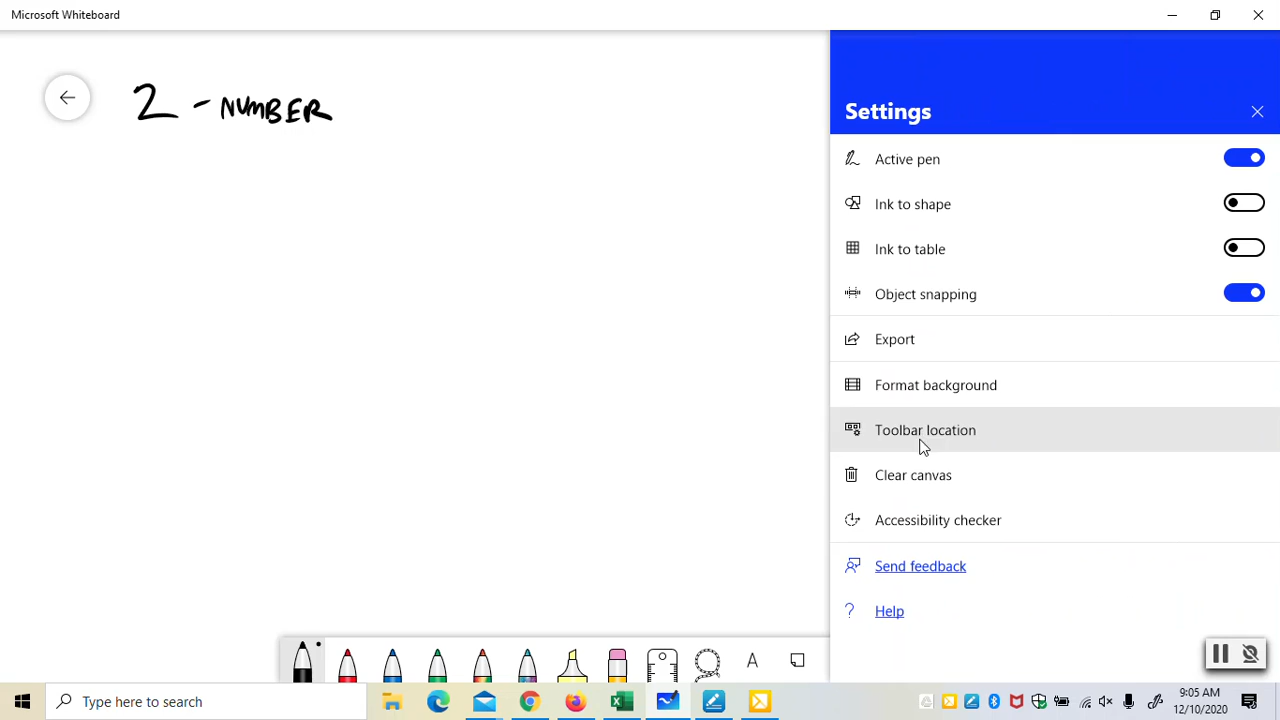 Microsoft Whiteboard
2 - NUMBER
Settings
Active pen
Ink to shape
Ink to table
Object snapping
Export
Format background
Toolbar location
Clear canvas
Accessibility checker
Send feedback
? Help
A
Type here to search
9:05 AM
12/10/2020